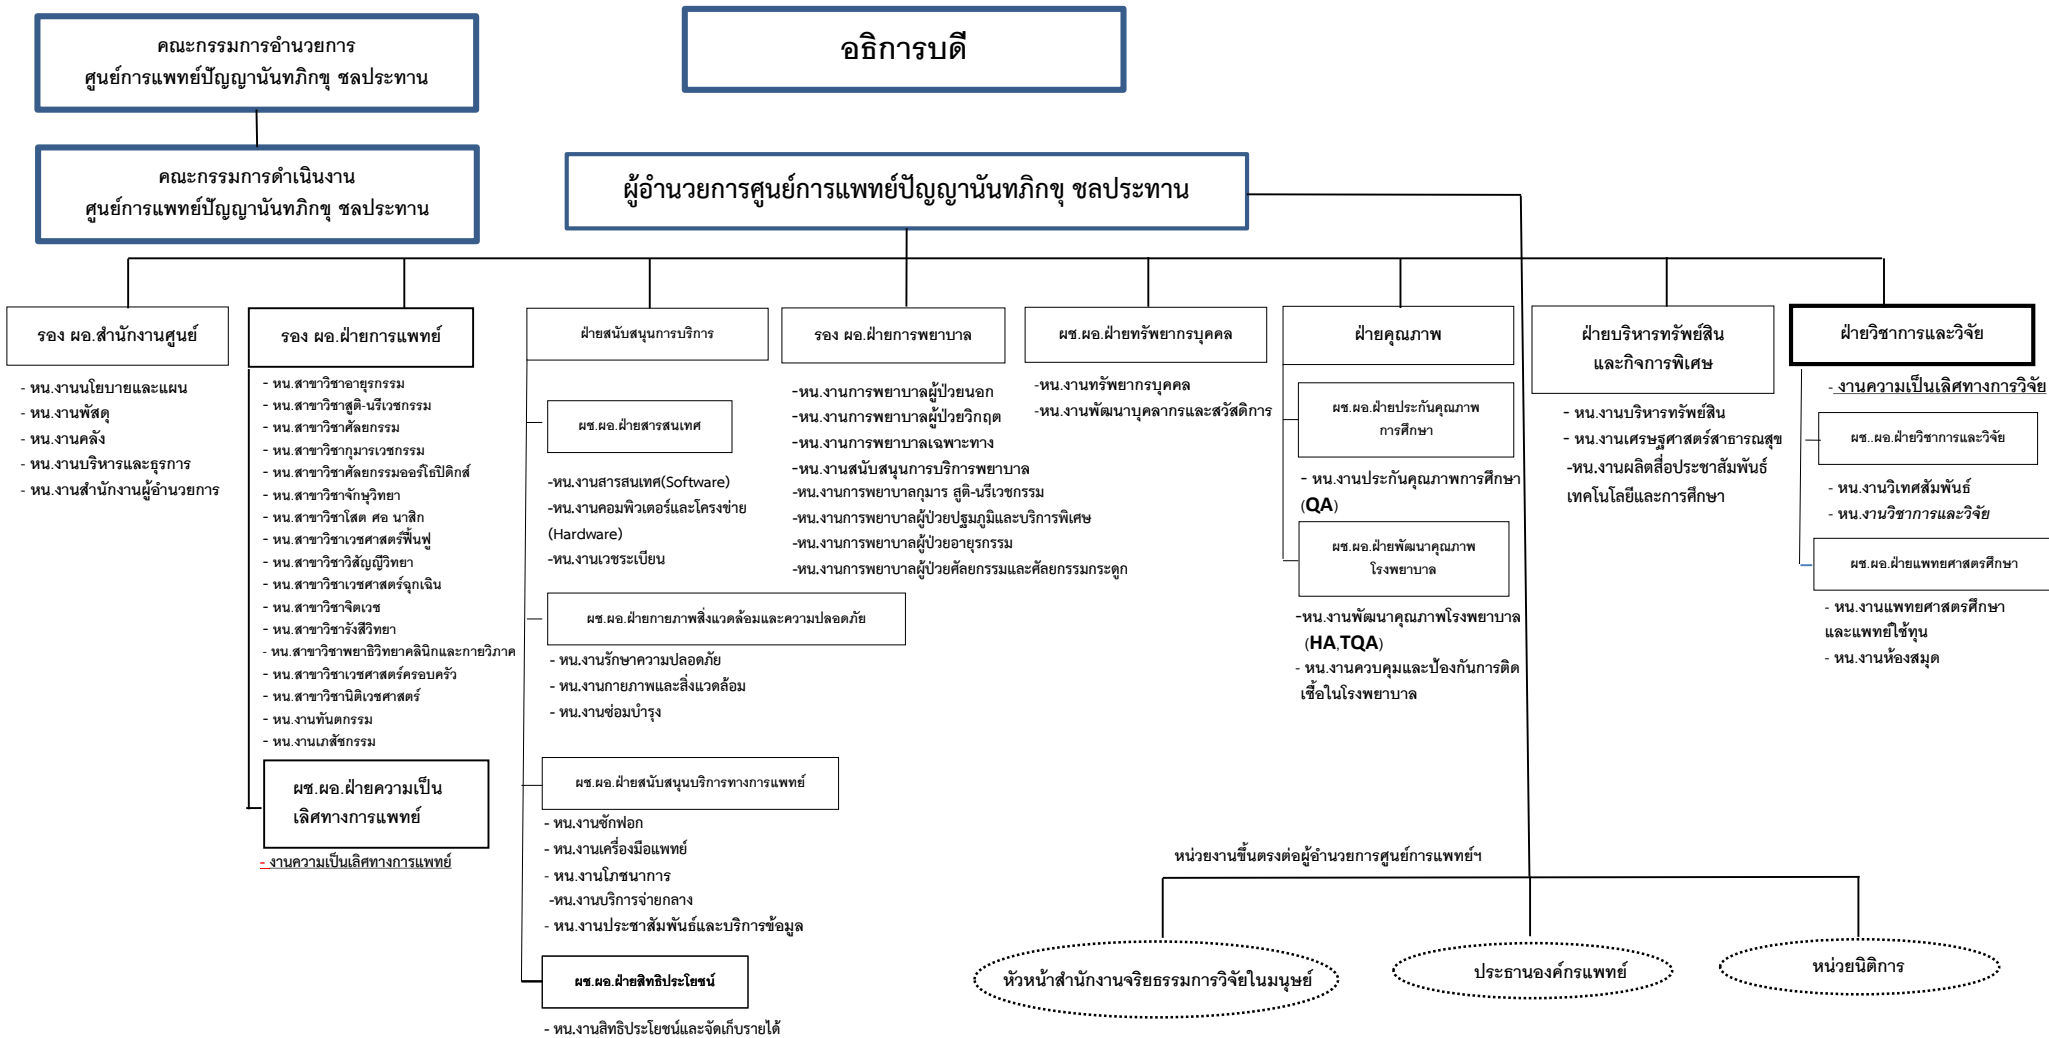 คณะกรรมการอำนวยการ
ศูนย์การแพทย์ปัญญานันทภิกขุ ชลประทาน
อธิการบดี
คณะกรรมการดำเนินงาน
ศูนย์การแพทย์ปัญญานันทภิกขุ ชลประทาน
ผู้อำนวยการศูนย์การแพทย์ปัญญานันทภิกขุ ชลประทาน
รอง ผอ.สำนักงานศูนย์
- หน.งานนโยบายและแผน
- หน.งานพัสดุ
- หน.งานคลัง
- หน.งานบริหารและธุรการ
- หน.งานสำนักงานผู้อำนวยการ
รอง ผอ.ฝ่ายการแพทย์
- หน.สาขาวิชาอายุรกรรม
- หน.สาขาวิชาสูติ-นรีเวชกรรม
- หน.สาขาวิชาศัลยกรรม
- หน.สาขาวิชากุมารเวชกรรม
- หน.สาขาวิชาศัลยกรรมออร์โธปิดิกส์
- หน.สาขาวิชาจักษุวิทยา
- หน.สาขาวิชาโสต ศอ นาสิก
- หน.สาขาวิชาเวชศาสตร์ฟื้นฟู
- หน.สาขาวิชาวิสัญญีวิทยา
- หน.สาขาวิชาเวชศาสตร์ฉุกเฉิน
- หน.สาขาวิชาจิตเวช
- หน.สาขาวิชารังสีวิทยา
- หน.สาขาวิชาพยาธิวิทยาคลินิกและกายวิภาค
- หน.สาขาวิชาเวชศาสตร์ครอบครัว
- หน.สาขาวิชานิติเวชศาสตร์
- หน.งานทันตกรรม
- หน.งานเภสัชกรรม
ผช.ผอ.ฝ่ายความเป็น
เลิศทางการแพทย์
- งานความเป็นเลิศทางการแพทย์
ฝ่ายสนับสนุนการบริการ
ผช.ผอ.ฝ่ายสารสนเทศ
-หน.งานสารสนเทศ(Software)
-หน.งานคอมพิวเตอร์และโครงข่าย
(Hardware)
-หน.งานเวชระเบียน
ผช.ผอ.ฝ่ายกายภาพสิ่งแวดล้อมและความปลอดภัย
- หน.งานรักษาความปลอดภัย
- หน.งานกายภาพและสิ่งแวดล้อม
- หน.งานซ่อมบำรุง
ผช.ผอ.ฝ่ายสนับสนุนบริการทางการแพทย์
- หน.งานซักฟอก
- หน.งานเครื่องมือแพทย์
- หน.งานโภชนาการ
-หน.งานบริการจ่ายกลาง
- หน.งานประชาสัมพันธ์และบริการข้อมูล
ผช.ผอ.ฝ่ายสิทธิประโยชน์
- หน.งานสิทธิประโยชน์และจัดเก็บรายได้
รอง ผอ.ฝ่ายการพยาบาล
-หน.งานการพยาบาลผู้ป่วยนอก
-หน.งานการพยาบาลผู้ป่วยวิกฤต
-หน.งานการพยาบาลเฉพาะทาง
-หน.งานสนับสนุนการบริการพยาบาล
-หน.งานการพยาบาลกุมาร สูติ-นรีเวชกรรม
-หน.งานการพยาบาลผู้ป่วยปฐมภูมิและบริการพิเศษ
-หน.งานการพยาบาลผู้ป่วยอายุรกรรม
-หน.งานการพยาบาลผู้ป่วยศัลยกรรมและศัลยกรรมกระดูก
ผช.ผอ.ฝ่ายทรัพยากรบุคคล
-หน.งานทรัพยากรบุคคล
-หน.งานพัฒนาบุคลากรและสวัสดิการ
ฝ่ายคุณภาพ
ผช.ผอ.ฝ่ายประกันคุณภาพ
การศึกษา
- หน.งานประกันคุณภาพการศึกษา
(QA)
ผช.ผอ.ฝ่ายพัฒนาคุณภาพ
โรงพยาบาล
-หน.งานพัฒนาคุณภาพโรงพยาบาล
(HA,TQA)
- หน.งานควบคุมและป้องกันการติด
เชื้อในโรงพยาบาล
ฝ่ายบริหารทรัพย์สิน
และกิจการพิเศษ
- หน.งานบริหารทรัพย์สิน
- หน.งานเศรษฐศาสตร์สาธารณสุข
-หน.งานผลิตสื่อประชาสัมพันธ์
เทคโนโลยีและการศึกษา
ฝ่ายวิชาการและวิจัย
- งานความเป็นเลิศทางการวิจัย
ผช..ผอ.ฝ่ายวิชาการและวิจัย
- หน.งานวิเทศสัมพันธ์
- หน.งานวิชาการและวิจัย
ผช.ผอ.ฝ่ายแพทยศาสตรศึกษา
- หน.งานแพทยศาสตรศึกษา
และแพทย์ใช้ทุน
- หน.งานห้องสมุด
หน่วยงานขึ้นตรงต่อผู้อำนวยการศูนย์การแพทย์ฯ
หัวหน้าสำนักงานจริยธรรมการวิจัยในมนุษย์
ประธานองค์กรแพทย์
หน่วยนิติการ